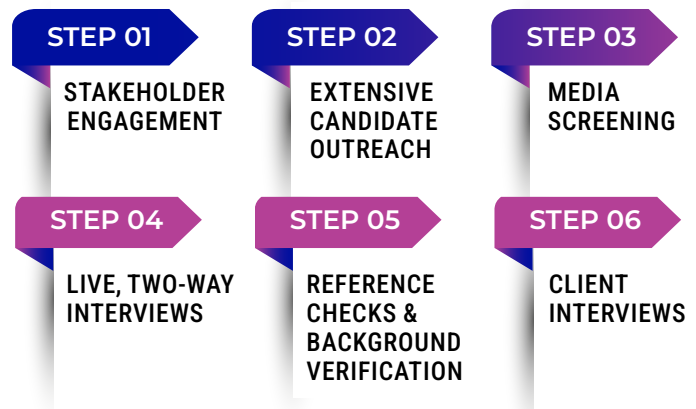 STEP 01
STAKEHOLDER
ENGAGEMENT
STEP 02
EXTENSIVE
CANDIDATE
OUTREACH
STEP 03
MEDIA
SCREENING
STEP 04
LIVE, TWO-WAY
INTERVIEWS
STEP 05
REFERENCE
CHECKS &
BACKGROUND
VERIFICATION
STEP 06
CLIENT
INTERVIEWS